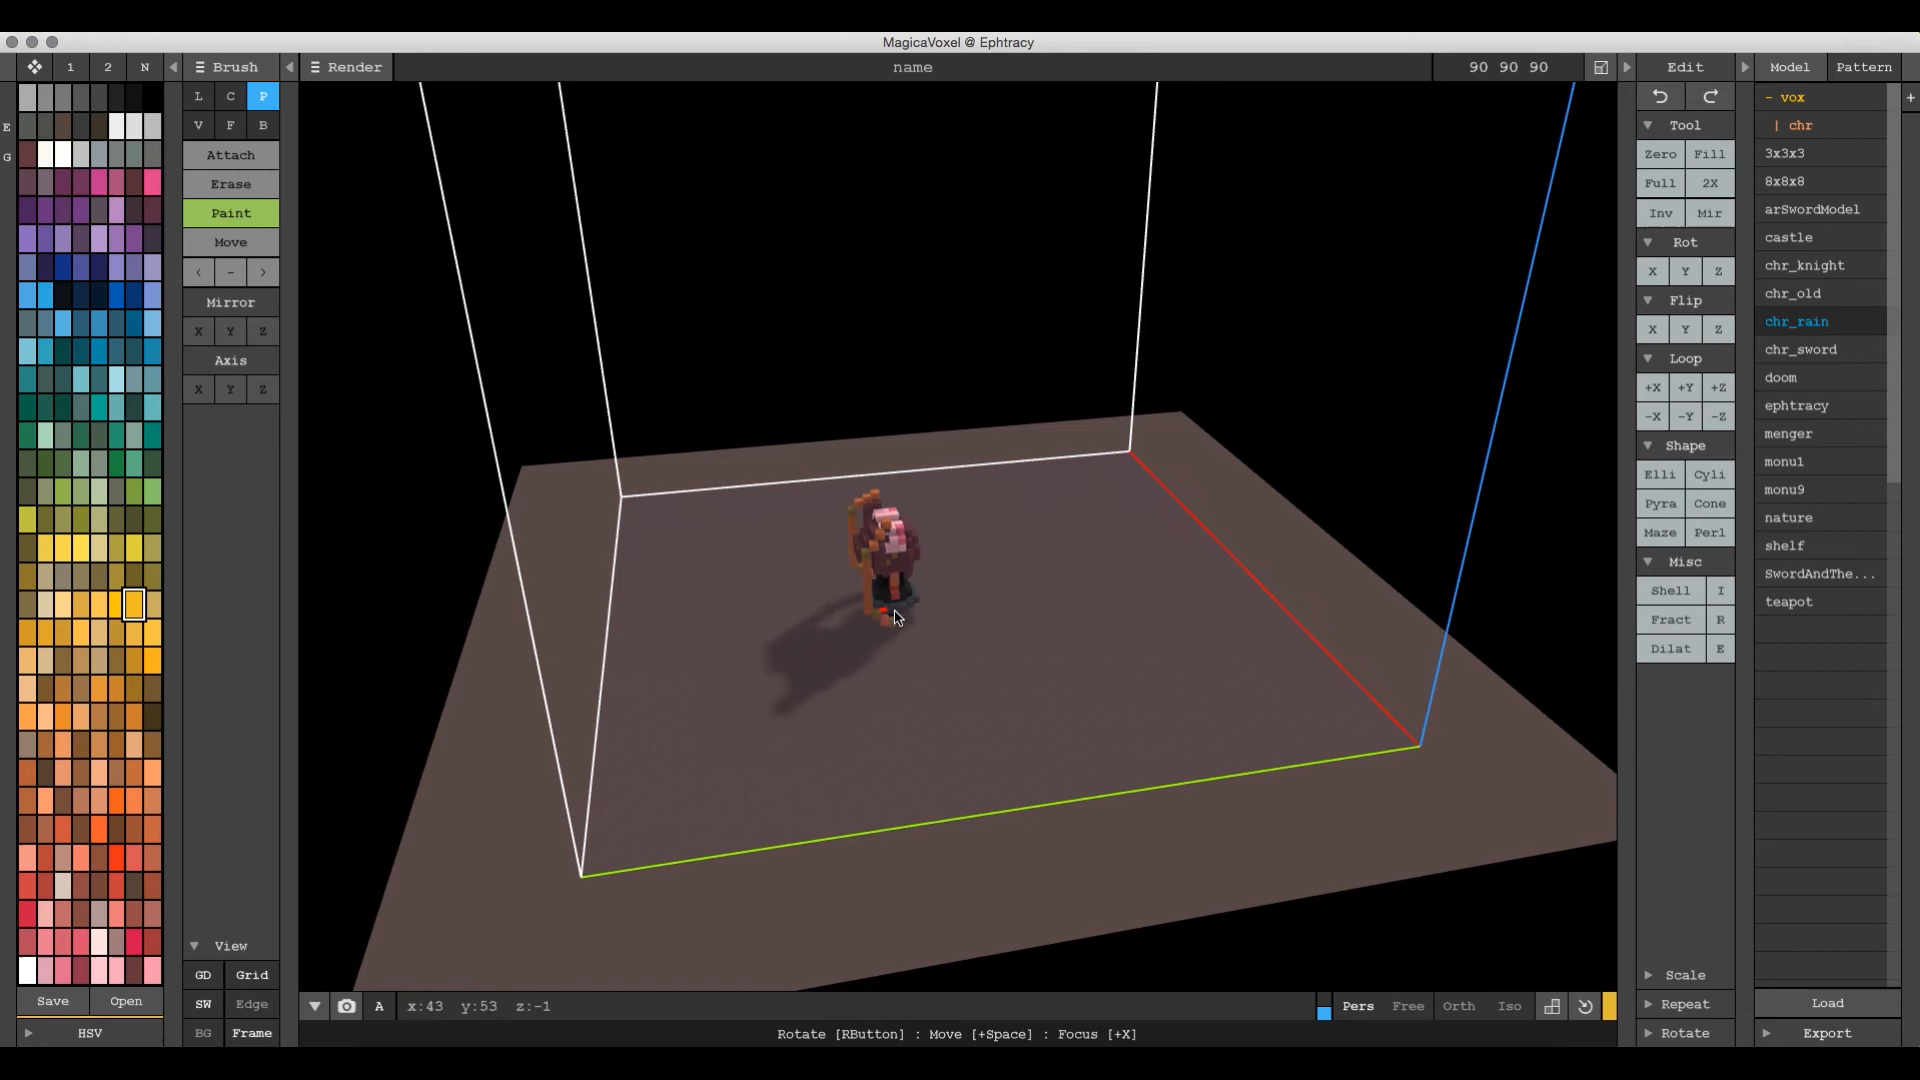 MagicaVoxel @ Ephtracy
1 2 N Brush Render name 90 90 90 Edit Model Pattern
L C P
V F B
Attach
Erase
Paint
Move
< - >
Mirror
X Y Z
Axis
X Y Z
E
G
View
GD Grid
SW Edge
BG Frame
Save Open
HSV
A x:43 y:53 z:-1
Pers Free Orth Iso
Rotate [RButton] : Move [+Space] : Focus [+X]
Tool
Zero Fill
Full 2X
Inv Mir
Rot
X Y Z
Flip
X Y Z
Loop
+X +Y +Z
-X -Y -Z
Shape
Elli Cyli
Pyra Cone
Maze Perl
Misc
Shell I
Fract R
Dilat E
Scale
Repeat
Rotate
- vox
| chr
3x3x3
8x8x8
arSwordModel
castle
chr_knight
chr_old
chr_rain
chr_sword
doom
ephtracy
menger
monu1
monu9
nature
shelf
SwordAndThe...
teapot
Load
Export
+